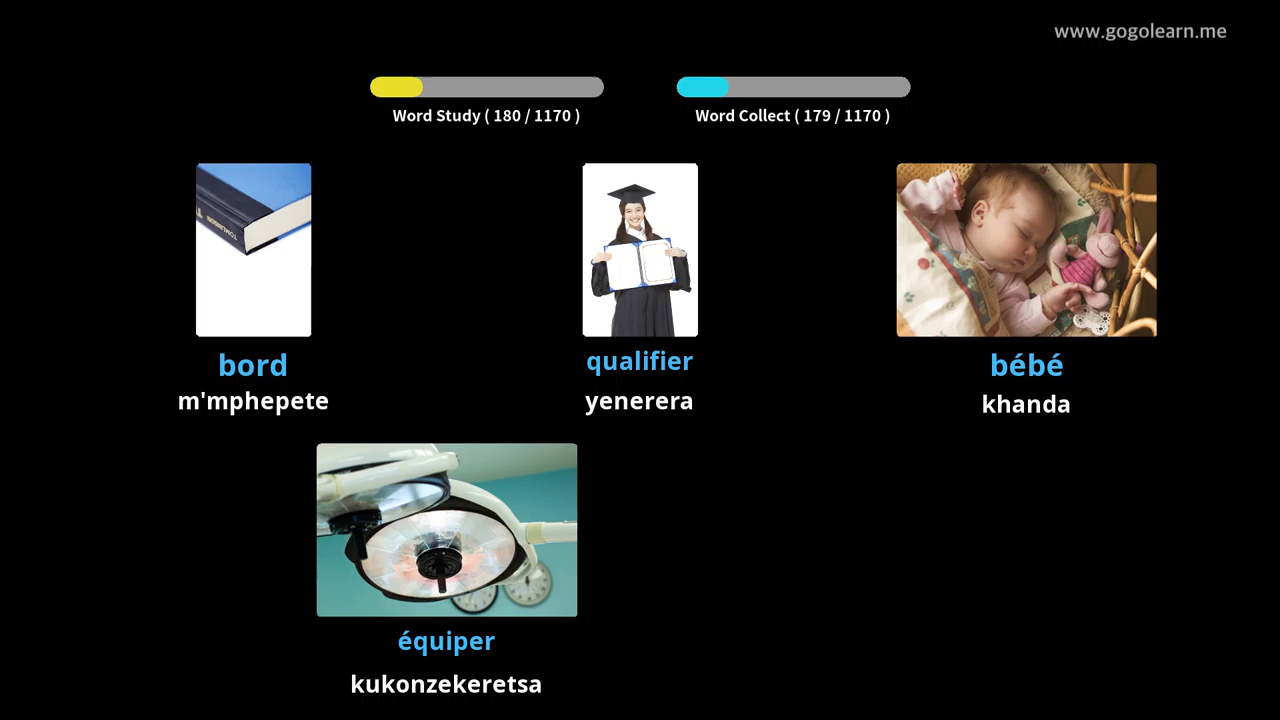 www.gogolearn.me
Word Study ( 180 / 1170 )
Word Collect ( 179 / 1170 )
TOMLINSON
bord
qualifier
bébé
m'mphepete
yenerera
khanda
équiper
kukonzekeretsa